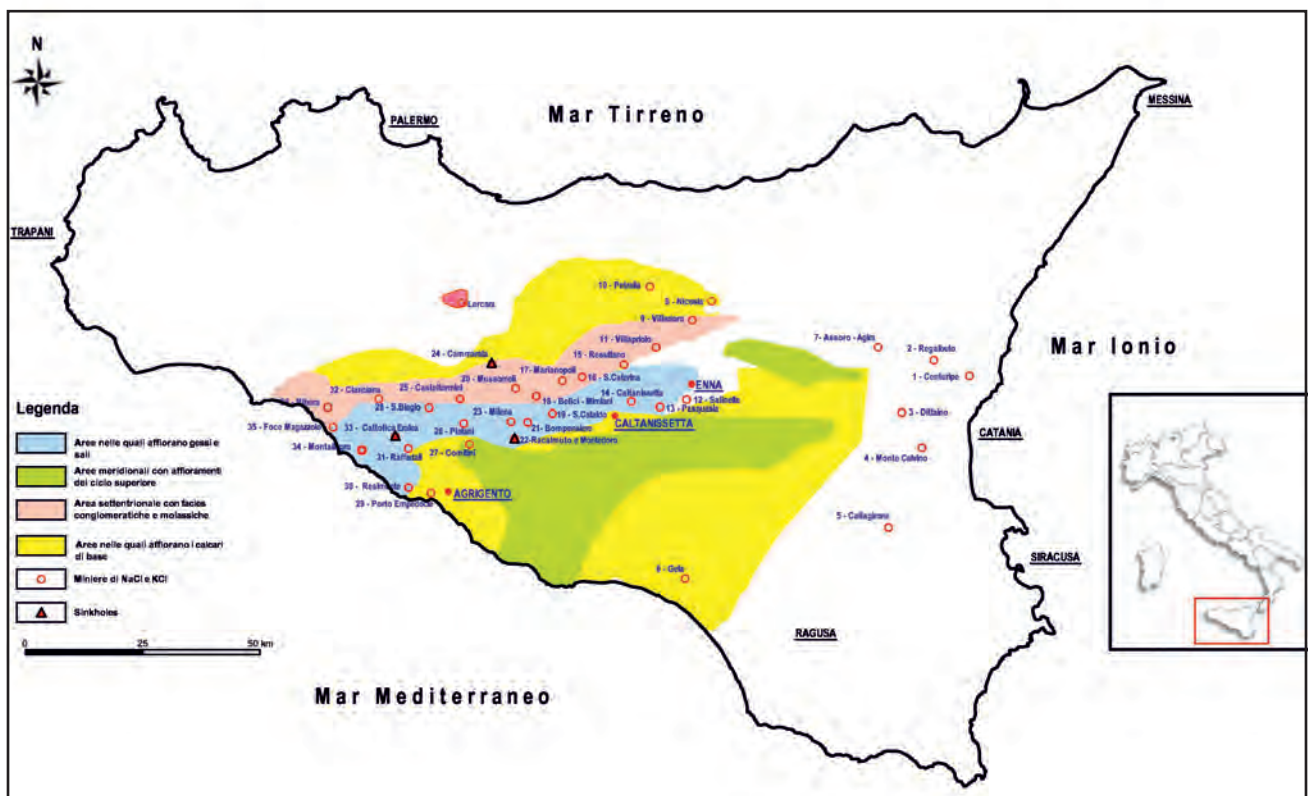 N
MESSINA
PALERMO
Mar Tirreno
TRAPANI
10 - Petralia
Lercara
8 - Nicosia
9 - Villadoro
11 - Villapriolo
7 - Assoro - Agira
2 - Regalbuto
Mar Ionio
24 - Cammarata
15 - Resuttano
17 - Marianopoli
1 - Centuripe
20 - Mussomeli
16 - S.Caterina
32 - Cianciana
25 - Casteltermini
ENNA
14 - Caltanissetta
12 - Salinella
Legenda
Ribera
28 - S.Biagio
18 - Belici - Mimiani
13 - Pasquasia
3 - Dittaino
23 - Milena
19 - S.Cataldo
CALTANISSETTA
35 - Foce Magazzolo
33 - Cattolica Eraclea
26 - Platani
21 - Bompensiere
CATANIA
Aree nelle quali affiorano gessi e
sali
22-Racalmuto e Montedoro
34 - Montallegro
27 - Comitini
31 - Raffadali
4 - Monte Calvino
Aree meridionali con affioramenti
del ciclo superiore
30 - Realmonte
AGRIGENTO
29 - Porto Empedocle
Area settentrionale con facies
conglomeratiche e molassiche
5 - Caltagirone
Aree nelle quali affiorano i calcari
di base
SIRACUSA
6 - Gela
Miniere di NaCl e KCl
Sinkholes
RAGUSA
0 25 50 km
Mar Mediterraneo